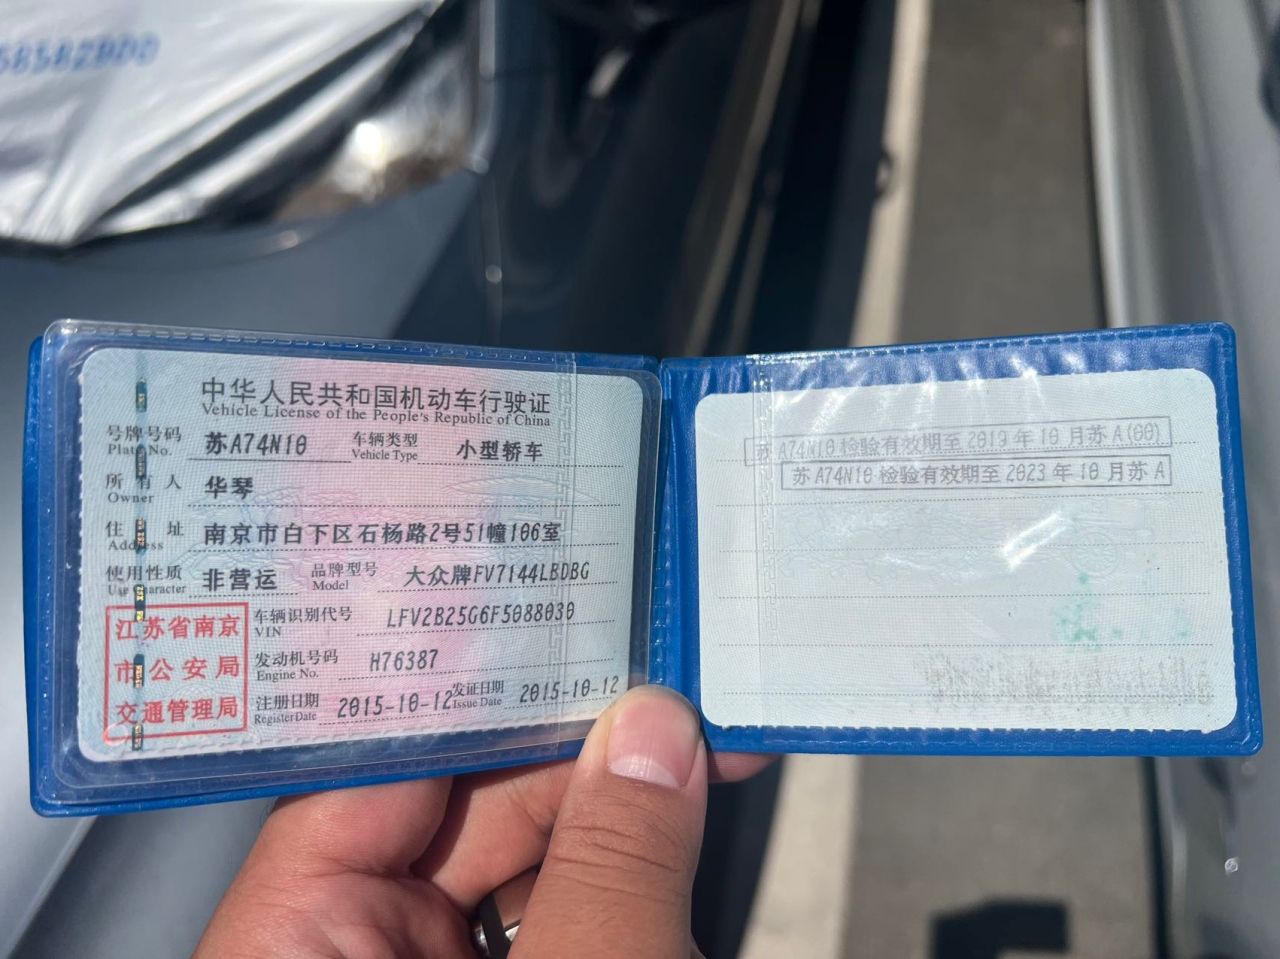 58582BDD
中华人民共和国机动车行驶证
Vehicle License of the People's Republic of China
号牌号码 苏A74N10 车辆类型 小型轿车
Plate No. Vehicle Type
所有人 华琴
Owner
住址 南京市白下区石杨路2号51幢106室
Address
使用性质 非营运 品牌型号 大众牌FV7144LBDBG
Use Character Model
江苏省南京
市公安局
交通管理局
车辆识别代号 LFV2B25G6F5088030
VIN
发动机号码 H76387
Engine No.
注册日期 2015-10-12 发证日期 2015-10-12
Register Date Issue Date
苏A74N10 检验有效期至 2019 年 10 月苏 A(00)
苏A74N10 检验有效期至 2023 年 10 月苏 A